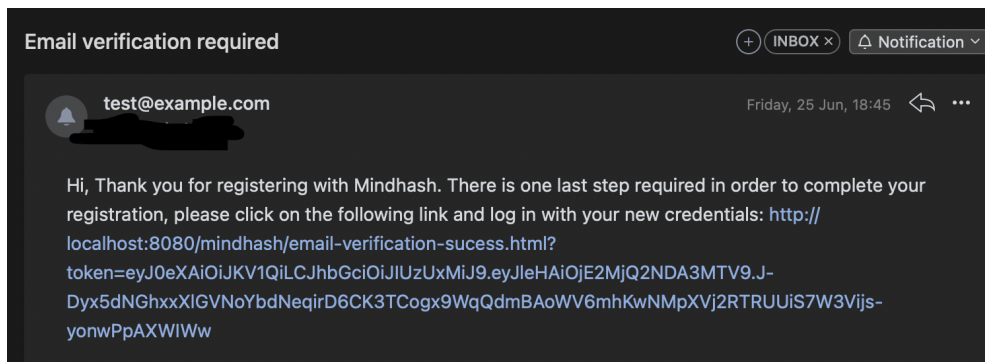 Email verification required
INBOX ×
Notification
test@example.com
Friday, 25 Jun, 18:45
Hi, Thank you for registering with Mindhash. There is one last step required in order to complete your
registration, please click on the following link and log in with your new credentials: http://
localhost:8080/mindhash/email-verification-sucess.html?
token=eyJ0eXAiOiJKV1QiLCJhbGciOiJIUzUxMiJ9.eyJleHAiOjE2MjQ2NDA3MTV9.J-
Dyx5dNGhxxXlGVNoYbdNeqirD6CK3TCogx9WqQdmBAoWV6mhKwNMpXVj2RTRUUiS7W3Vijs-
yonwPpAXWIWw